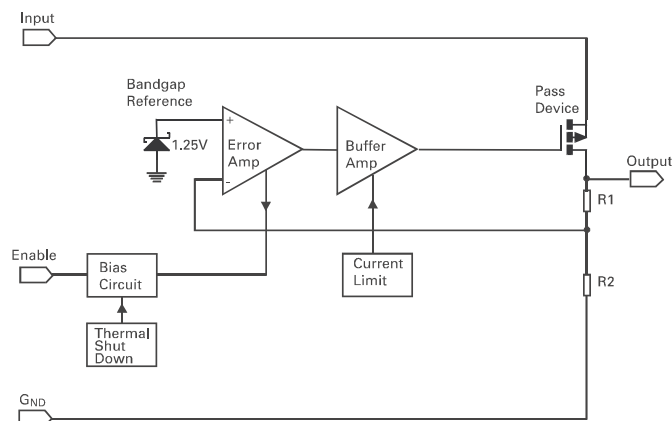 Input
Bandgap
Reference
1.25V
+
Error
Amp
-
Buffer
Amp
Pass
Device
Output
R1
Enable
Bias
Circuit
Current
Limit
R2
Thermal
Shut
Down
GND